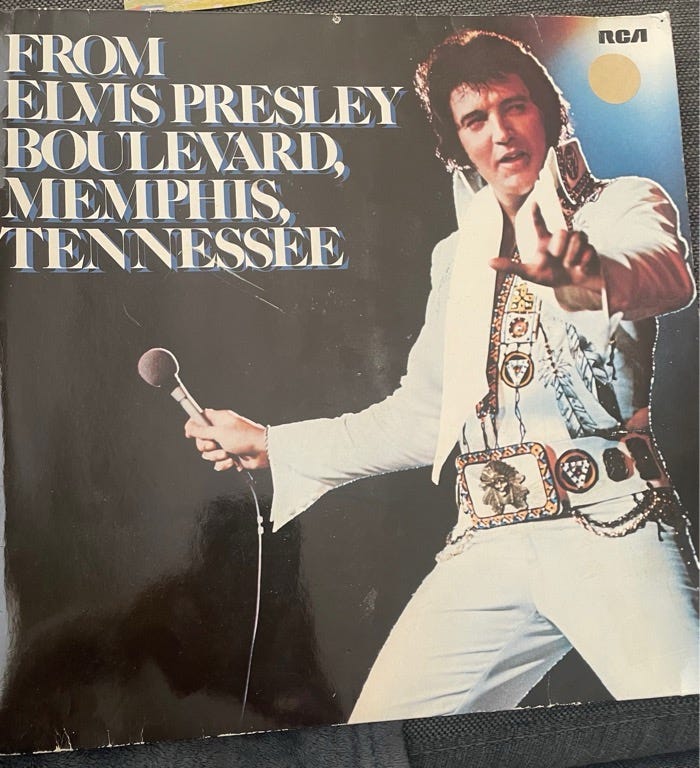 FROM
ELVIS PRESLEY
BOULEVARD,
MEMPHIS,
TENNESSEE
RCA